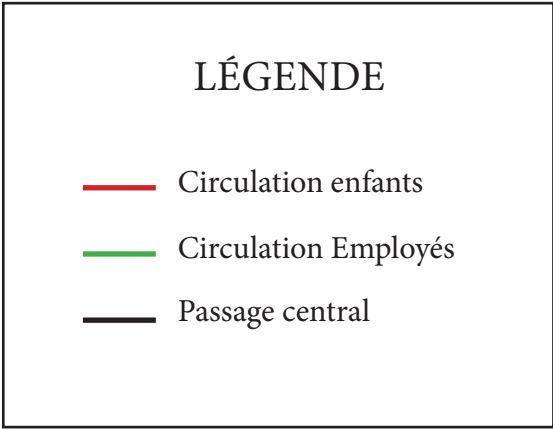 LÉGENDE
Circulation enfants
Circulation Employés
Passage central